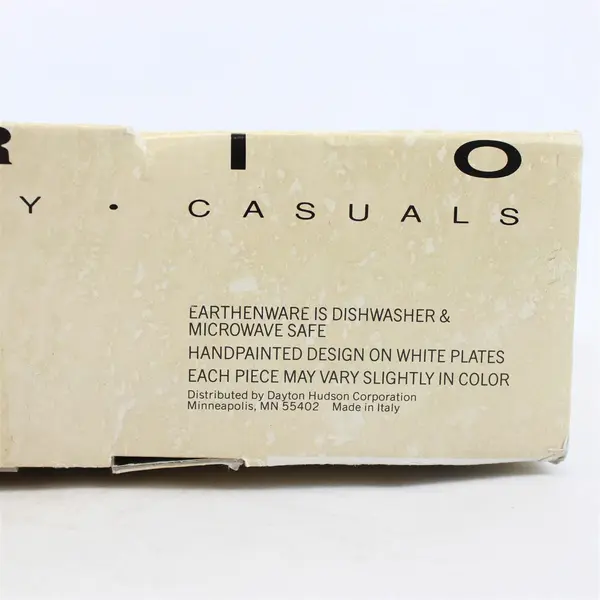 R I O
Y • CASUALS
EARTHENWARE IS DISHWASHER &
MICROWAVE SAFE
HANDPAINTED DESIGN ON WHITE PLATES
EACH PIECE MAY VARY SLIGHTLY IN COLOR
Distributed by Dayton Hudson Corporation
Minneapolis, MN 55402 Made in Italy